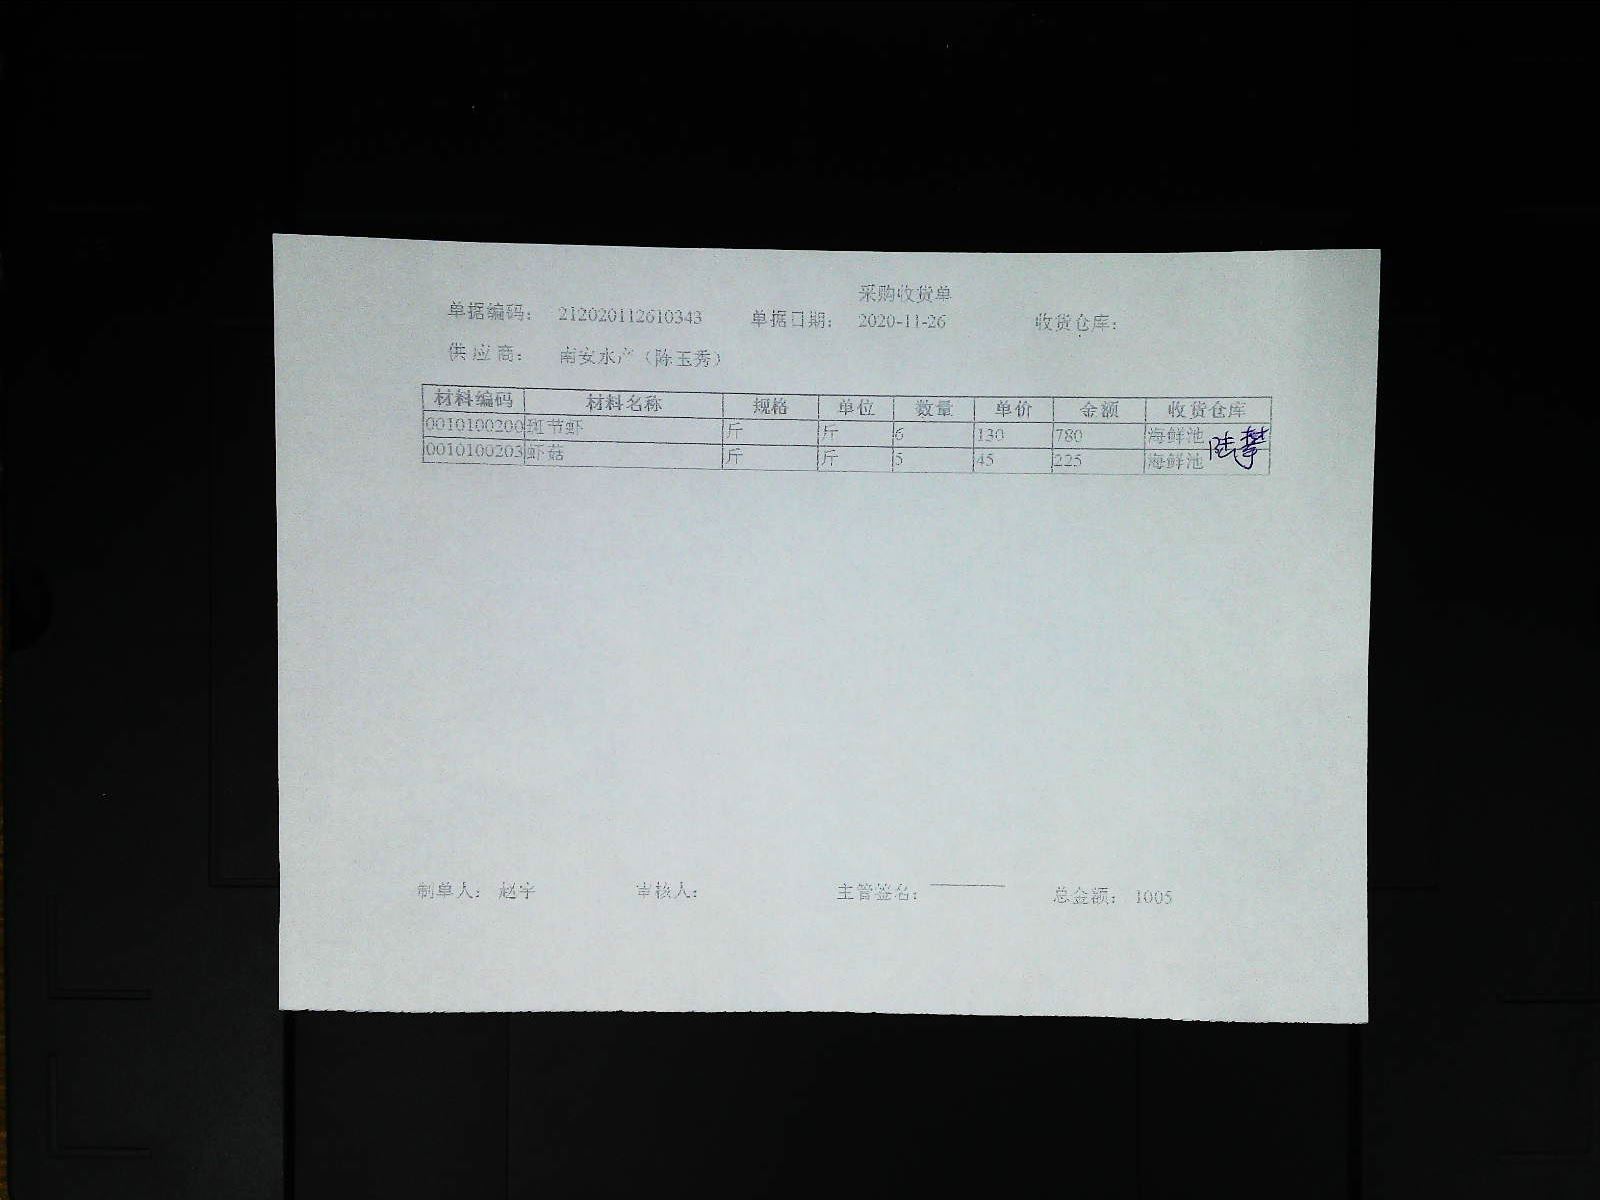 采购收货单
单据编码: 212020112610343 单据日期: 2020-11-26 收货仓库:
供应商: 南安水产(陈玉秀)
材料编码 材料名称 规格 单位 数量 单价 金额 收货仓库
0010100200 斑节虾 斤 斤 6 130 780 海鲜池
0010100203 虾菇 斤 斤 5 45 225 海鲜池
制单人: 赵宇 审核人: 主管签名: 总金额: 1005